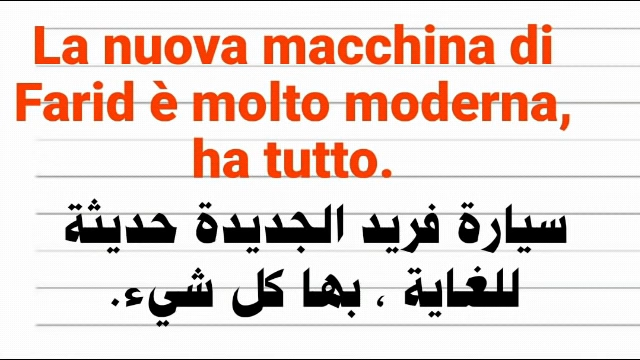 La nuova macchina di
Farid è molto moderna,
ha tutto.
سيارة فريد الجديدة حديثة
للغاية ، بها كل شيء.